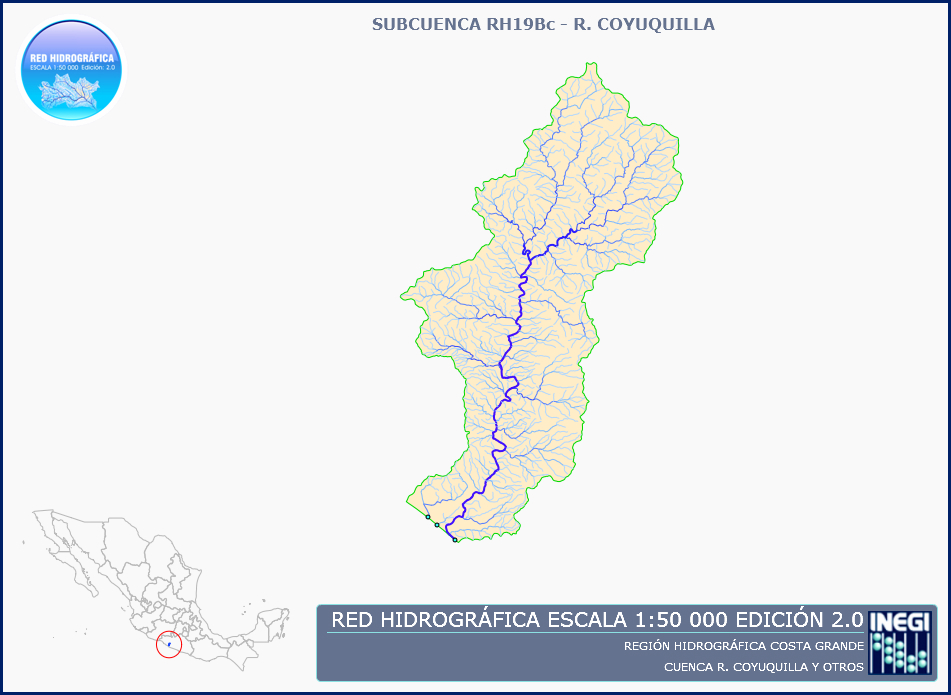 SUBCUENCA RH19Bc - R. COYUQUILLA
RED HIDROGRÁFICA
ESCALA 1:50 000 Edición: 2.0
RED HIDROGRÁFICA ESCALA 1:50 000 EDICIÓN 2.0
REGIÓN HIDROGRÁFICA COSTA GRANDE
CUENCA R. COYUQUILLA Y OTROS
INEGI